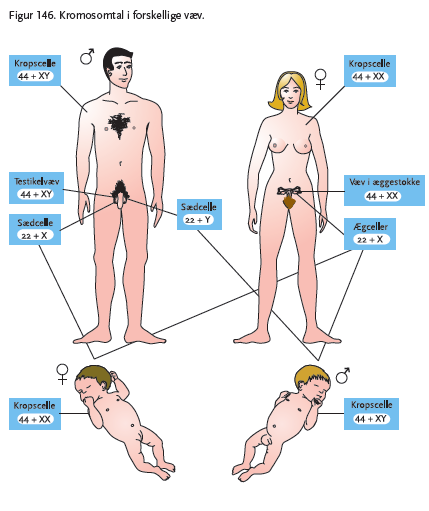 Figur 146. Kromosomtal i forskellige væv.
♂
Kropscelle
44 + XY
♀
Kropscelle
44 + XX
Testikelvæv
44 + XY
Væv i æggestokke
44 + XX
Sædcelle
22 + Y
Sædcelle
22 + X
Ægceller
22 + X
♀
♂
Kropscelle
44 + XX
Kropscelle
44 + XY